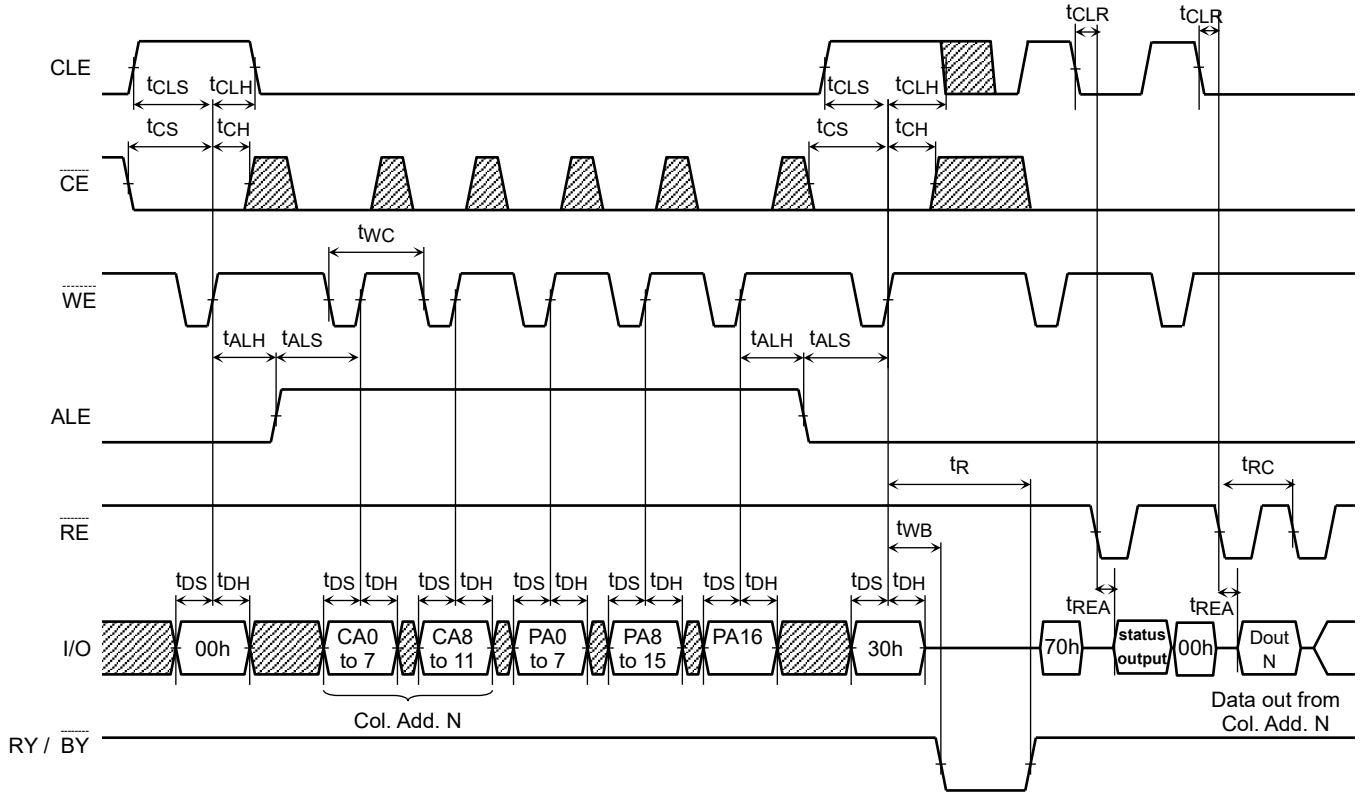 tCLR tCLR
CLE
tCLS tCLH tCLS tCLH
tCS tCH tCS tCH
CE
tWC
WE
tALH tALS tALH tALS
ALE
tR tRC
RE
tWB
tDS tDH tDS tDH tDS tDH tDS tDH tDS tDH tDS tDH tDS tDH
tREA tREA
I/O 00h CA0 to 7 CA8 to 11 PA0 to 7 PA8 to 15 PA16 30h 70h status output 00h Dout N
Col. Add. N
Data out from
Col. Add. N
RY / BY